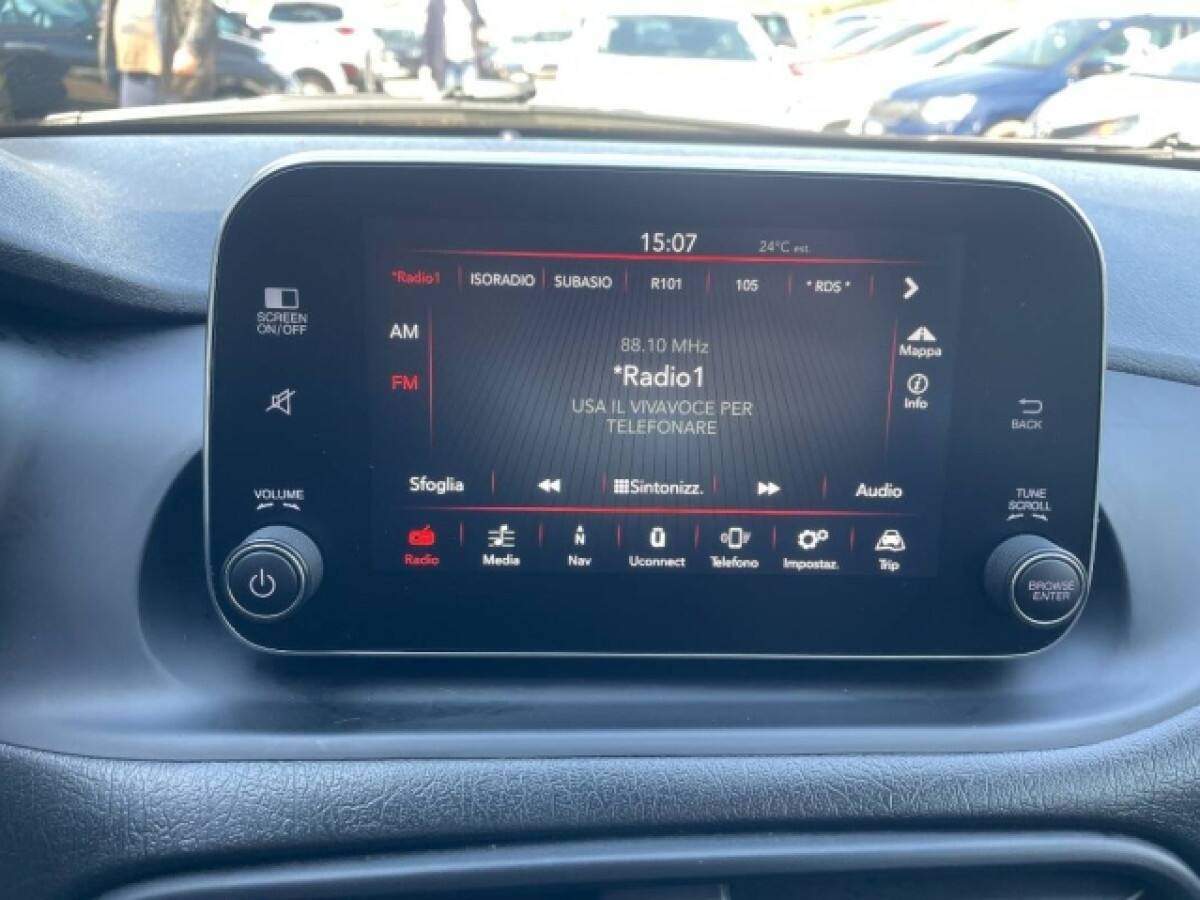 15:07 24°C est.
*Radio1 ISORADIO SUBASIO R101 105 * RDS *
SCREEN
ON/OFF
AM
88.10 MHz
Mappa
*Radio1
FM
Info
USA IL VIVAVOCE PER
TELEFONARE
BACK
Sfoglia Sintonizz. Audio
VOLUME
TUNE
SCROLL
N
Radio Media Nav Uconnect Telefono Impostaz. Trip
BROWSE
ENTER